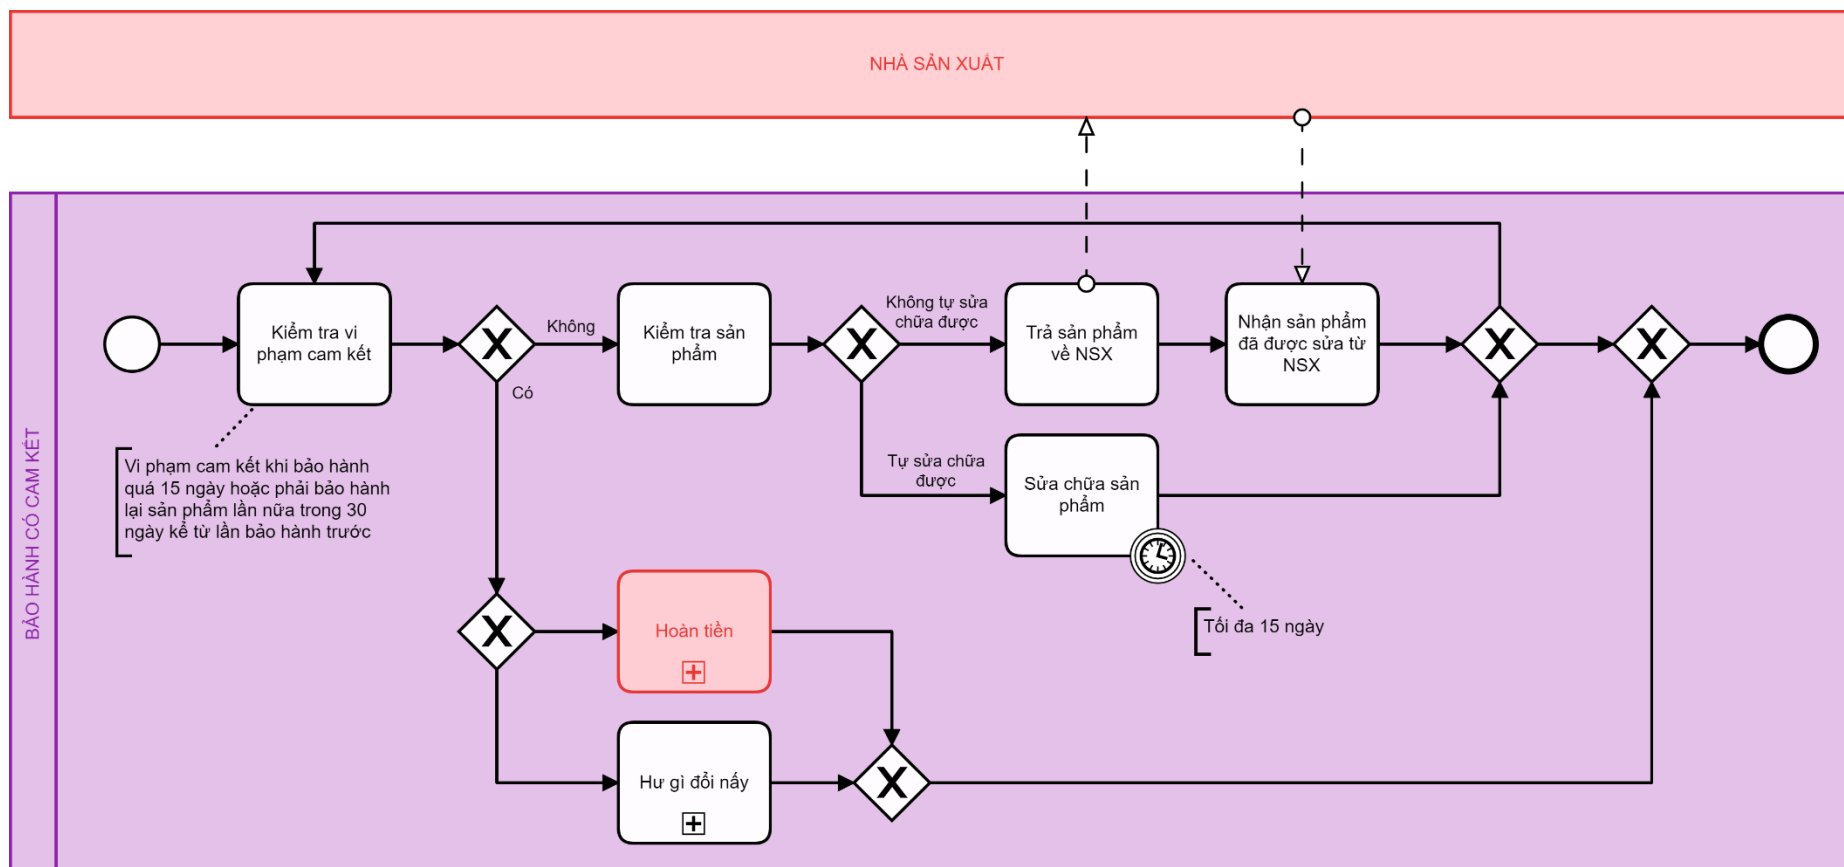 NHÀ SẢN XUẤT
BẢO HÀNH CÓ CAM KẾT
Kiểm tra vi
phạm cam kết
Không
Có
Kiểm tra sản
phẩm
Không tự sửa
chữa được
Trả sản phẩm
về NSX
Nhận sản phẩm
đã được sửa từ
NSX
Vi phạm cam kết khi bảo hành
quá 15 ngày hoặc phải bảo hành
lại sản phẩm lần nữa trong 30
ngày kể từ lần bảo hành trước
Tự sửa chữa
được
Sửa chữa sản
phẩm
Tối đa 15 ngày
Hoàn tiền
Hư gì đổi nấy